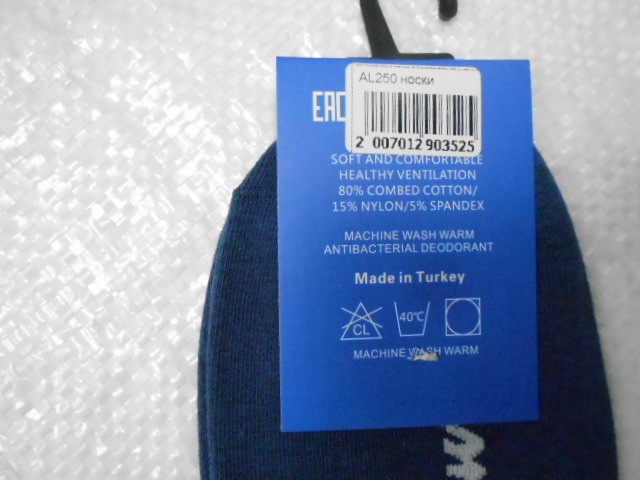 AL250 носки
EAC
2 007012 903525
SOFT AND COMFORTABLE
HEALTHY VENTILATION
80% COMBED COTTON/
15% NYLON/5% SPANDEX
MACHINE WASH WARM
ANTIBACTERIAL DEODORANT
Made in Turkey
CL
40℃
MACHINE WASH WARM